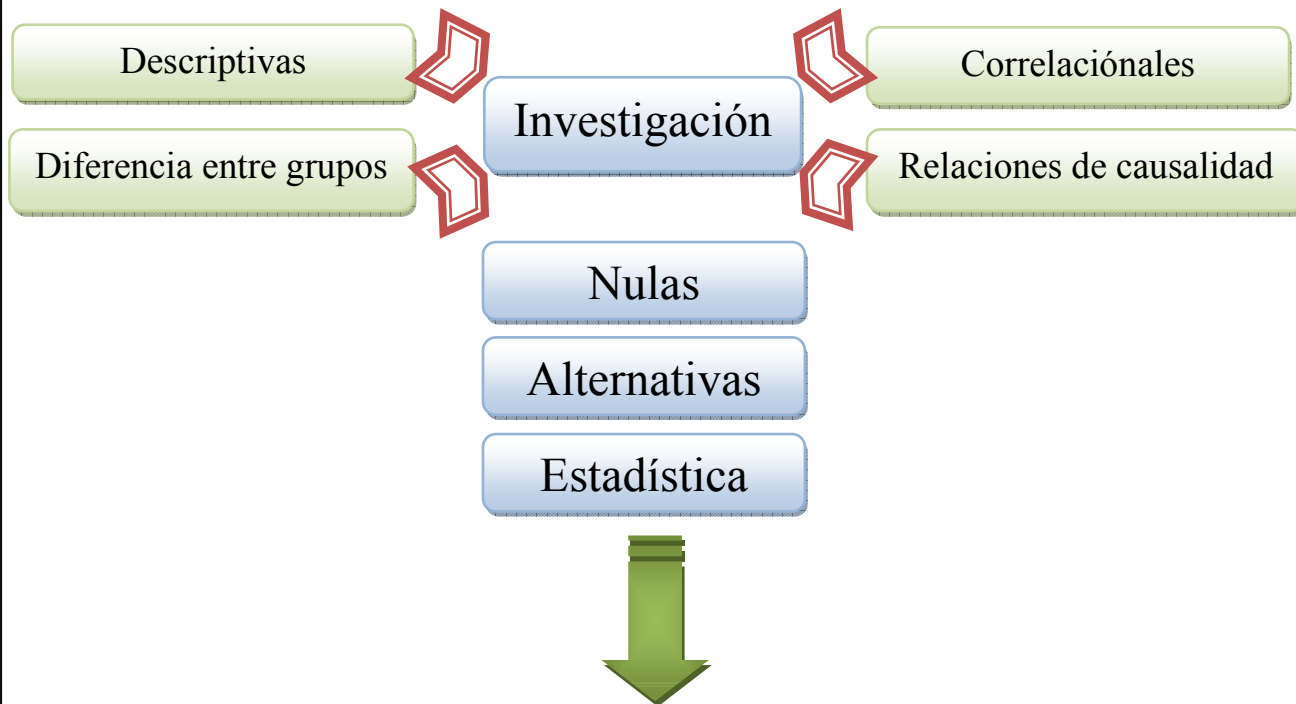 Descriptivas
Correlaciónales
Investigación
Diferencia entre grupos
Relaciones de causalidad
Nulas
Alternativas
Estadística